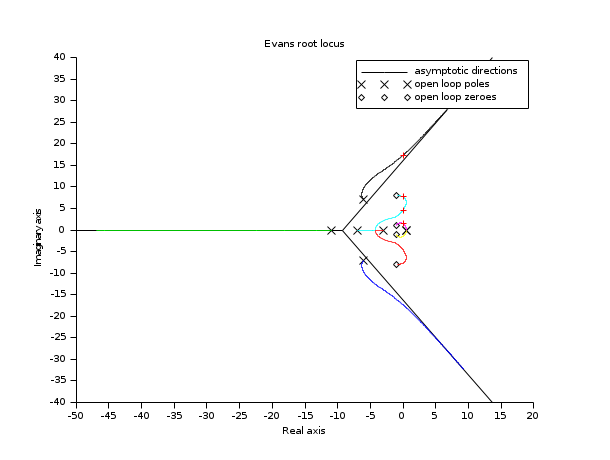 Evans root locus
asymptotic directions
open loop poles
open loop zeroes
40
35
30
25
20
15
10
5
0
-5
-10
-15
-20
-25
-30
-35
-40
Imaginary axis
-50 -45 -40 -35 -30 -25 -20 -15 -10 -5 0 5 10 15 20
Real axis